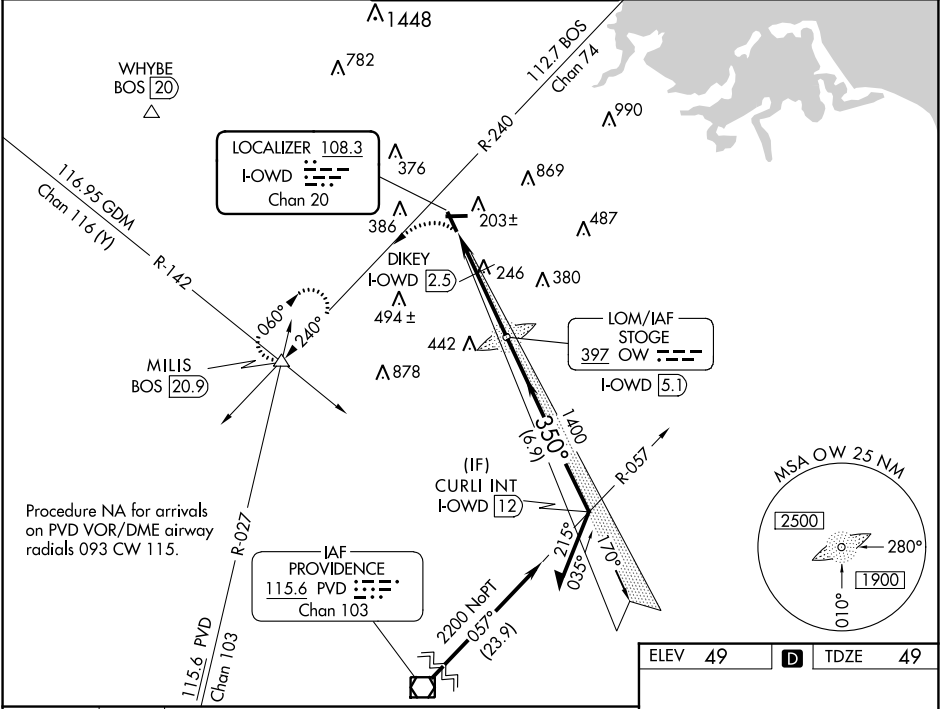 1448
782
WHYBE
BOS 20
112.7 BOS
Chan 74
990
R-240
LOCALIZER 108.3
I-OWD
Chan 20
376
869
116.95 GDM
Chan 116 (Y)
386
203±
487
R-142
DIKEY
I-OWD 2.5
246
380
060°
240°
494 ±
LOM/IAF
STOGE
397 OW
I-OWD 5.1
442
MILIS
BOS 20.9
878
1400
350°
(6.9)
MSA OW 25 NM
(IF)
CURLI INT
I-OWD 12
R-057
2500
280°
1900
010°
Procedure NA for arrivals
on PVD VOR/DME airway
radials 093 CW 115.
R-027
215°
035°
170°
IAF
PROVIDENCE
115.6 PVD
Chan 103
2200 NoPT
057°
(23.9)
115.6 PVD
Chan 103
ELEV 49 D TDZE 49